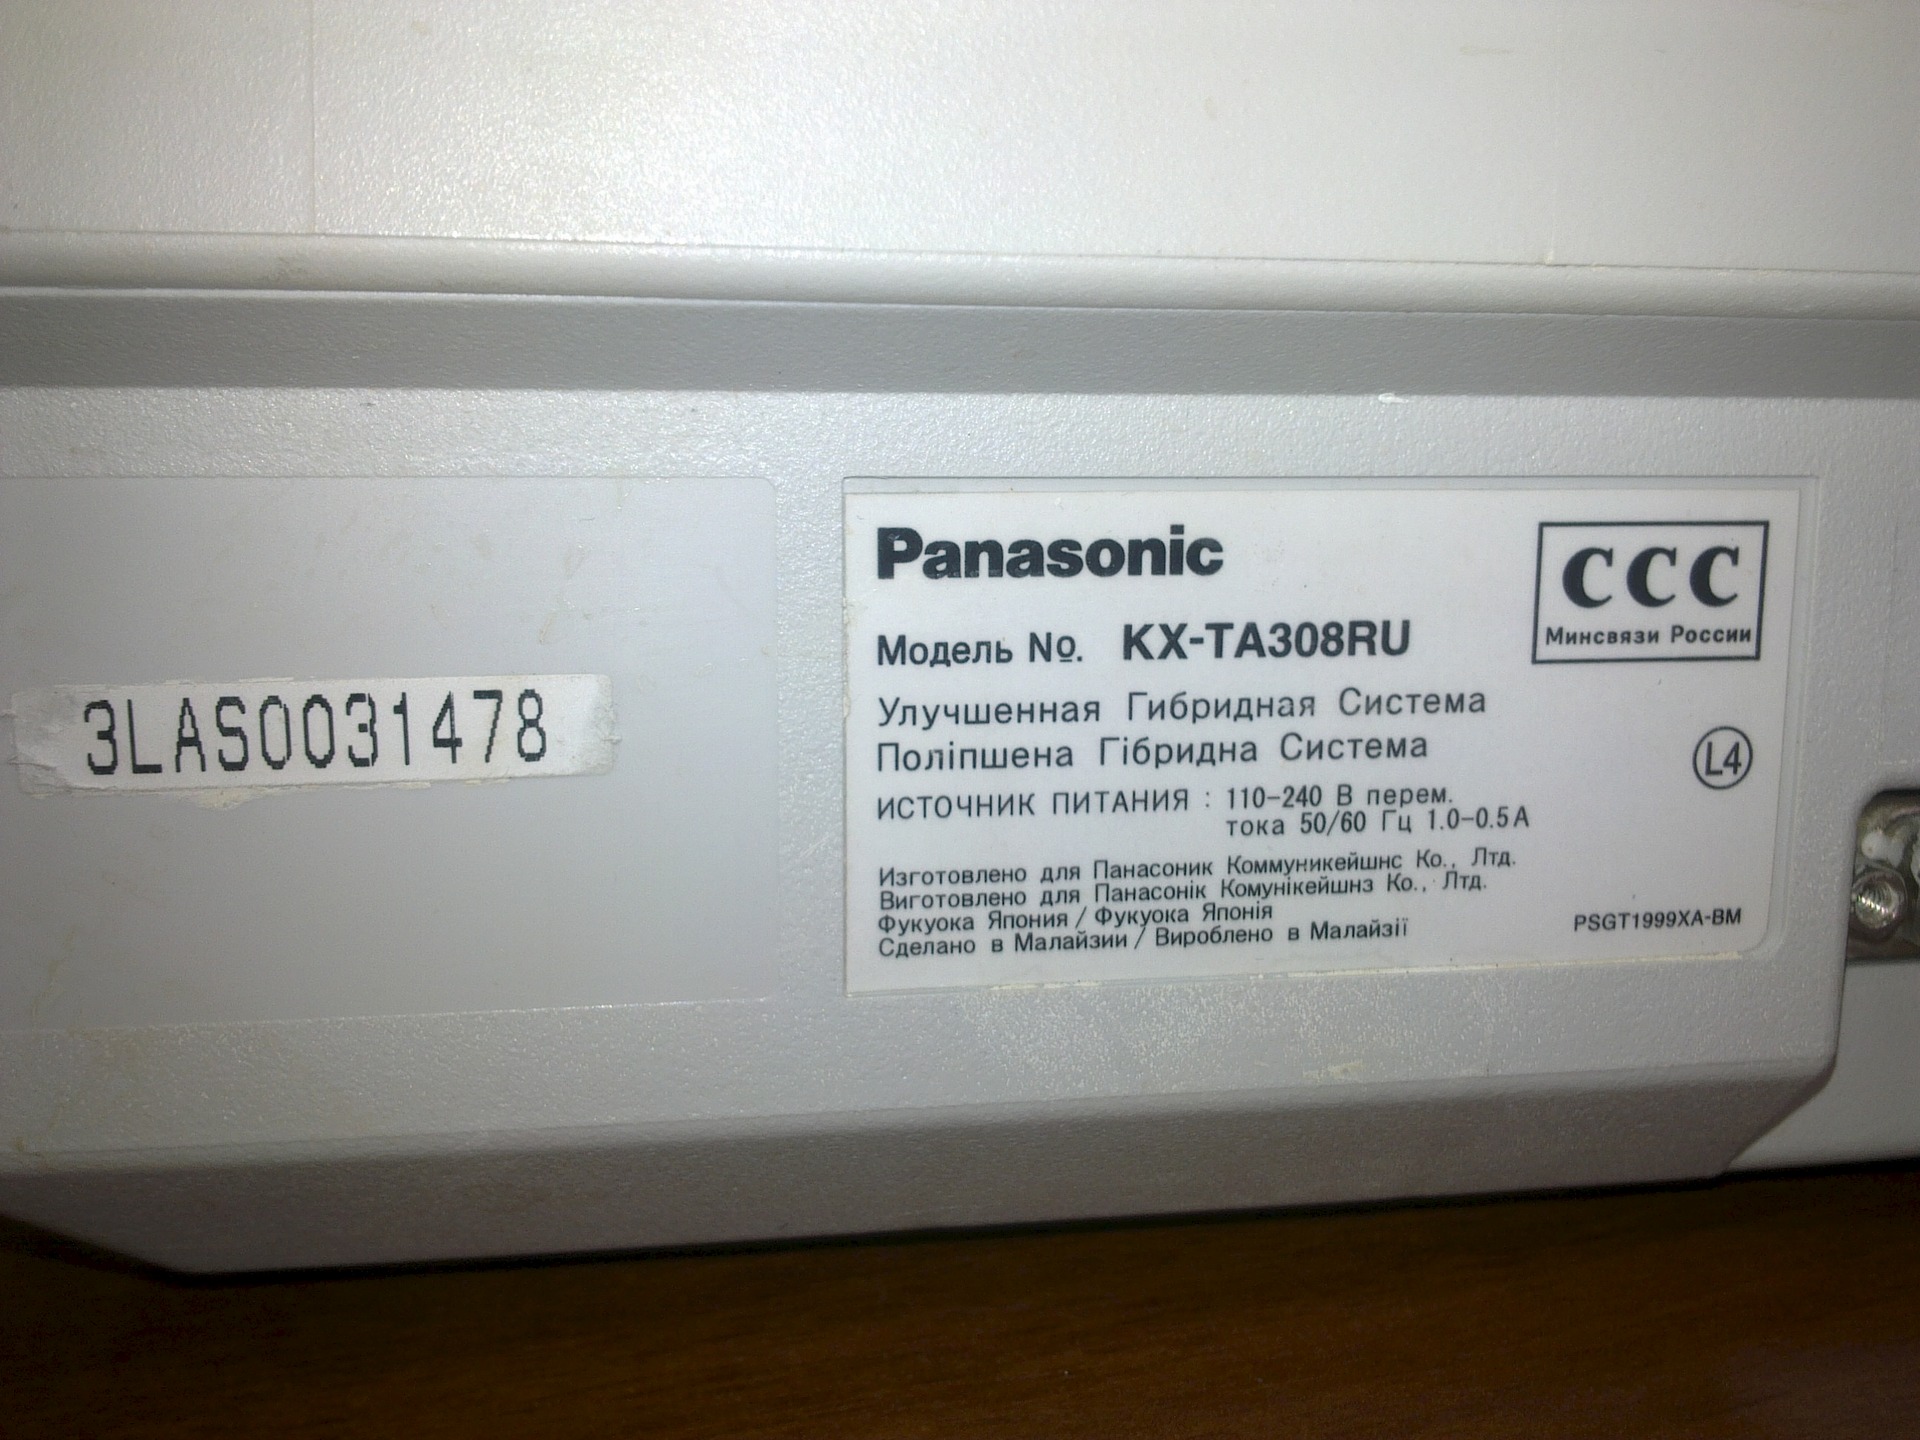 3LAS0031478
Panasonic
Модель №. KX-TA308RU
ССС
Минсвязи России
Улучшенная Гибридная Система
Поліпшена Гібридна Система
L4
ИСТОЧНИК ПИТАНИЯ : 110-240 В перем.
тока 50/60 Гц 1.0-0.5А
Изготовлено для Панасоник Коммуникейшнс Ко., Лтд.
Виготовлено для Панасонік Комунікейшнз Ко., Лтд.
Фукуока Япония / Фукуока Японія
Сделано в Малайзии / Вироблено в Малайзії
PSGT1999XA-BM